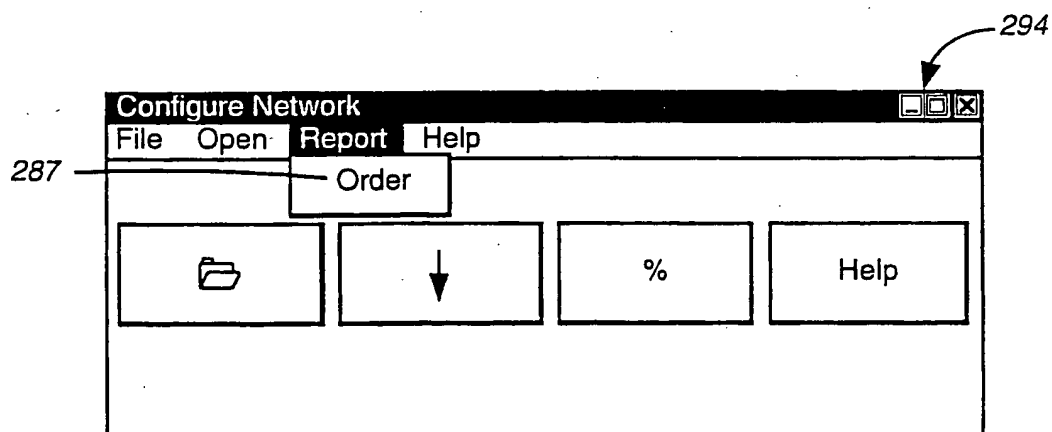 294
Configure Network
File Open Report Help
287 Order
% Help